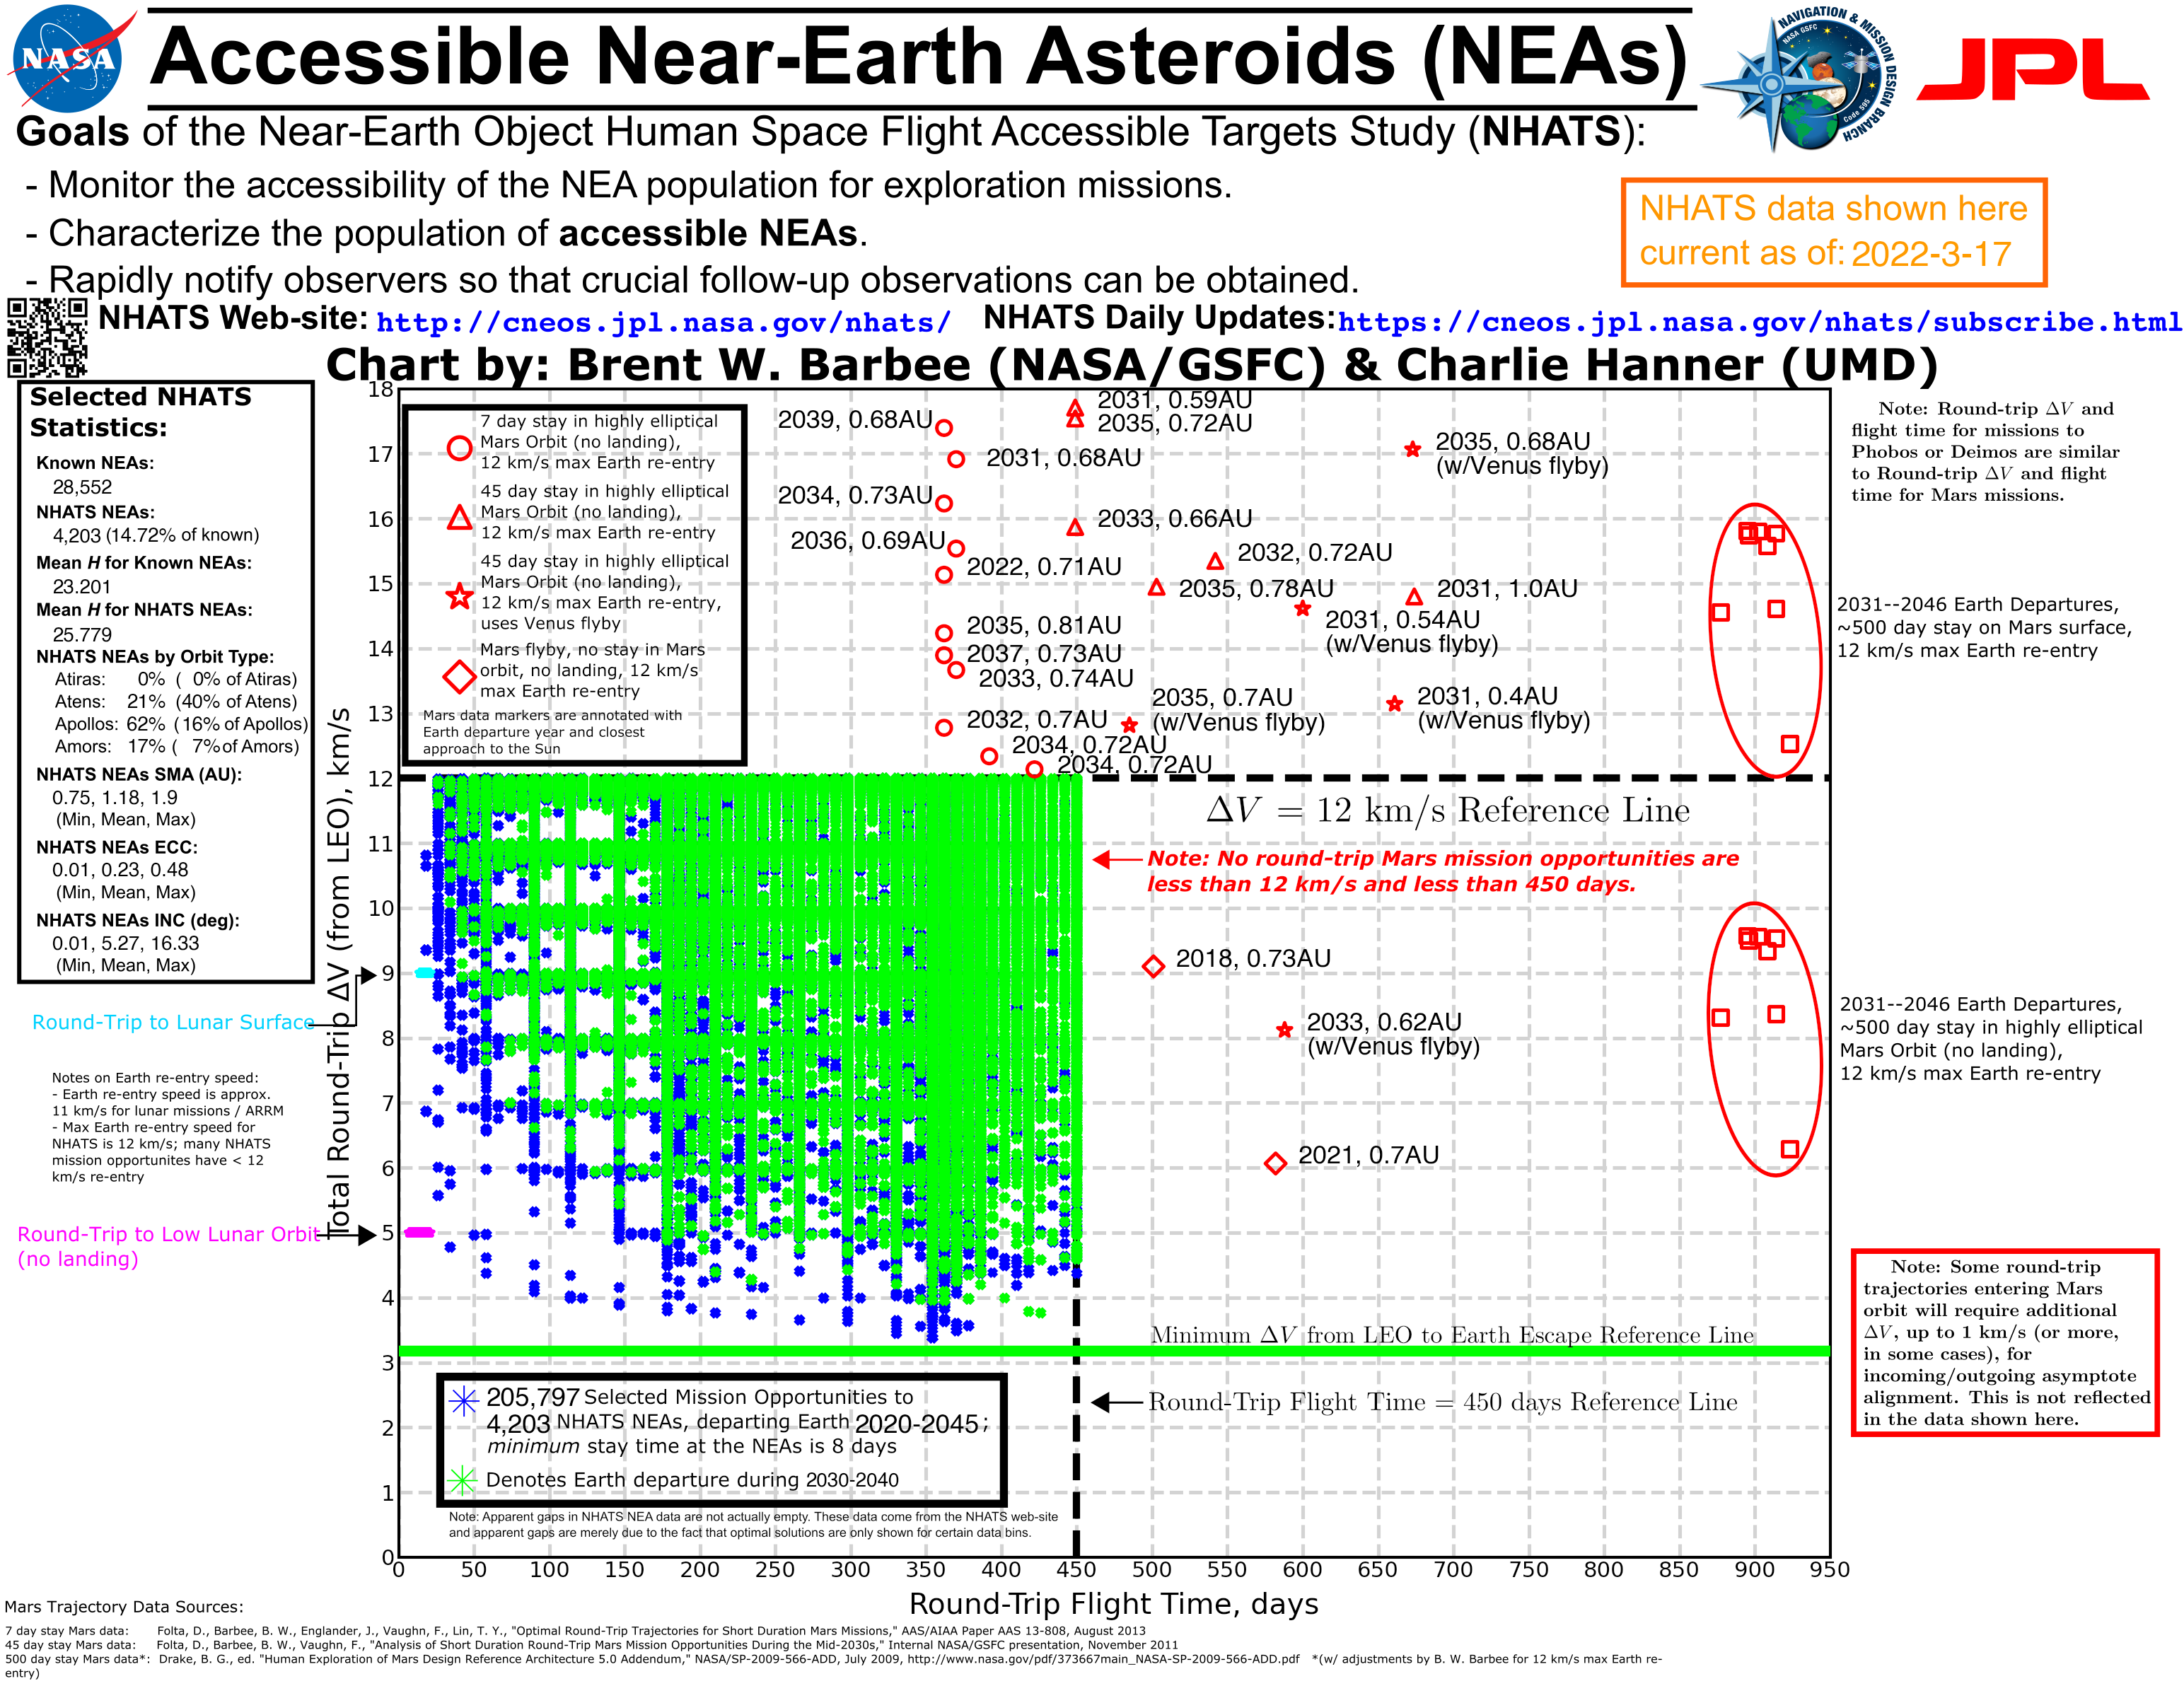 NASA
Accessible Near-Earth Asteroids (NEAs)
NAVIGATION & MISSION DESIGN BRANCH
NASA GSFC
Code 595
JPL
Goals of the Near-Earth Object Human Space Flight Accessible Targets Study (NHATS):
- Monitor the accessibility of the NEA population for exploration missions.
- Characterize the population of accessible NEAs.
- Rapidly notify observers so that crucial follow-up observations can be obtained.
NHATS data shown here
current as of: 2022-3-17
NHATS Web-site: http://cneos.jpl.nasa.gov/nhats/
NHATS Daily Updates: https://cneos.jpl.nasa.gov/nhats/subscribe.html
Chart by: Brent W. Barbee (NASA/GSFC) & Charlie Hanner (UMD)
Selected NHATS
Statistics:
Known NEAs:
28,552
NHATS NEAs:
4,203 (14.72% of known)
Mean H for Known NEAs:
23.201
Mean H for NHATS NEAs:
25.779
NHATS NEAs by Orbit Type:
Atiras: 0% ( 0% of Atiras)
Atens: 21% (40% of Atens)
Apollos: 62% (16% of Apollos)
Amors: 17% ( 7% of Amors)
NHATS NEAs SMA (AU):
0.75, 1.18, 1.9
(Min, Mean, Max)
NHATS NEAs ECC:
0.01, 0.23, 0.48
(Min, Mean, Max)
NHATS NEAs INC (deg):
0.01, 5.27, 16.33
(Min, Mean, Max)
Round-Trip to Lunar Surface
Notes on Earth re-entry speed:
- Earth re-entry speed is approx.
11 km/s for lunar missions / ARRM
- Max Earth re-entry speed for
NHATS is 12 km/s; many NHATS
mission opportunites have < 12
km/s re-entry
Round-Trip to Low Lunar Orbit
(no landing)
Total Round-Trip ΔV (from LEO), km/s
18
17
16
15
14
13
12
11
10
9
8
7
6
5
4
3
2
1
0
7 day stay in highly elliptical
Mars Orbit (no landing),
12 km/s max Earth re-entry
45 day stay in highly elliptical
Mars Orbit (no landing),
12 km/s max Earth re-entry
45 day stay in highly elliptical
Mars Orbit (no landing),
12 km/s max Earth re-entry,
uses Venus flyby
Mars flyby, no stay in Mars
orbit, no landing, 12 km/s
max Earth re-entry
Mars data markers are annotated with
Earth departure year and closest
approach to the Sun
2039, 0.68AU
2031, 0.59AU
2035, 0.72AU
2031, 0.68AU
2035, 0.68AU
(w/Venus flyby)
2034, 0.73AU
2033, 0.66AU
2036, 0.69AU
2032, 0.72AU
2022, 0.71AU
2035, 0.78AU
2031, 1.0AU
2031, 0.54AU
(w/Venus flyby)
2035, 0.81AU
2037, 0.73AU
2033, 0.74AU
2035, 0.7AU
(w/Venus flyby)
2031, 0.4AU
(w/Venus flyby)
2032, 0.7AU
2034, 0.72AU
2034, 0.72AU
ΔV = 12 km/s Reference Line
Note: No round-trip Mars mission opportunities are
less than 12 km/s and less than 450 days.
2018, 0.73AU
2033, 0.62AU
(w/Venus flyby)
2021, 0.7AU
Minimum ΔV from LEO to Earth Escape Reference Line
Round-Trip Flight Time = 450 days Reference Line
205,797 Selected Mission Opportunities to
4,203 NHATS NEAs, departing Earth 2020-2045;
minimum stay time at the NEAs is 8 days
Denotes Earth departure during 2030-2040
Note: Apparent gaps in NHATS NEA data are not actually empty. These data come from the NHATS web-site
and apparent gaps are merely due to the fact that optimal solutions are only shown for certain data bins.
0 50 100 150 200 250 300 350 400 450 500 550 600 650 700 750 800 850 900 950
Round-Trip Flight Time, days
Note: Round-trip ΔV and
flight time for missions to
Phobos or Deimos are similar
to Round-trip ΔV and flight
time for Mars missions.
2031--2046 Earth Departures,
~500 day stay on Mars surface,
12 km/s max Earth re-entry
2031--2046 Earth Departures,
~500 day stay in highly elliptical
Mars Orbit (no landing),
12 km/s max Earth re-entry
Note: Some round-trip
trajectories entering Mars
orbit will require additional
ΔV, up to 1 km/s (or more,
in some cases), for
incoming/outgoing asymptote
alignment. This is not reflected
in the data shown here.
Mars Trajectory Data Sources:
7 day stay Mars data: Folta, D., Barbee, B. W., Englander, J., Vaughn, F., Lin, T. Y., "Optimal Round-Trip Trajectories for Short Duration Mars Missions," AAS/AIAA Paper AAS 13-808, August 2013
45 day stay Mars data: Folta, D., Barbee, B. W., Vaughn, F., "Analysis of Short Duration Round-Trip Mars Mission Opportunities During the Mid-2030s," Internal NASA/GSFC presentation, November 2011
500 day stay Mars data*: Drake, B. G., ed. "Human Exploration of Mars Design Reference Architecture 5.0 Addendum," NASA/SP-2009-566-ADD, July 2009, http://www.nasa.gov/pdf/373667main_NASA-SP-2009-566-ADD.pdf *(w/ adjustments by B. W. Barbee for 12 km/s max Earth re-
entry)